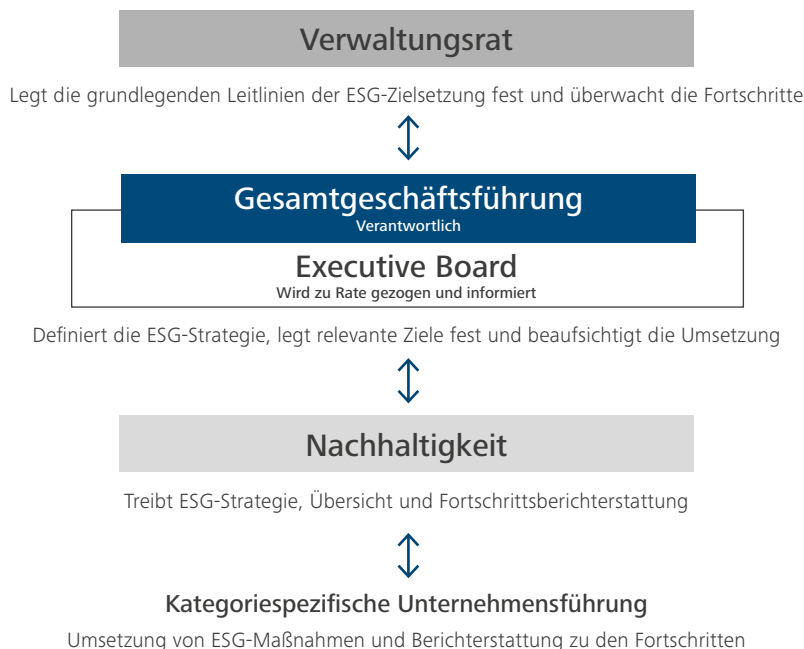 Verwaltungsrat
Legt die grundlegenden Leitlinien der ESG-Zielsetzung fest und überwacht die Fortschritte
Gesamtgeschäftsführung
Verantwortlich
Executive Board
Wird zu Rate gezogen und informiert
Definiert die ESG-Strategie, legt relevante Ziele fest und beaufsichtigt die Umsetzung
Nachhaltigkeit
Treibt ESG-Strategie, Übersicht und Fortschrittsberichterstattung
Kategoriespezifische Unternehmensführung
Umsetzung von ESG-Maßnahmen und Berichterstattung zu den Fortschritten